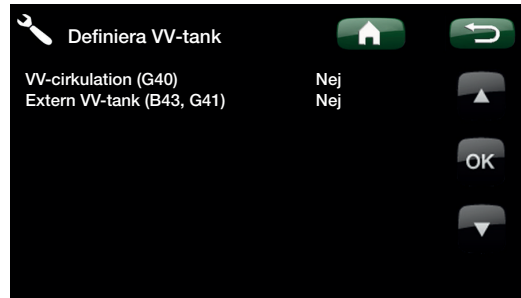 Definiera VV-tank
VV-cirkulation (G40) Nej
Extern VV-tank (B43, G41) Nej
OK